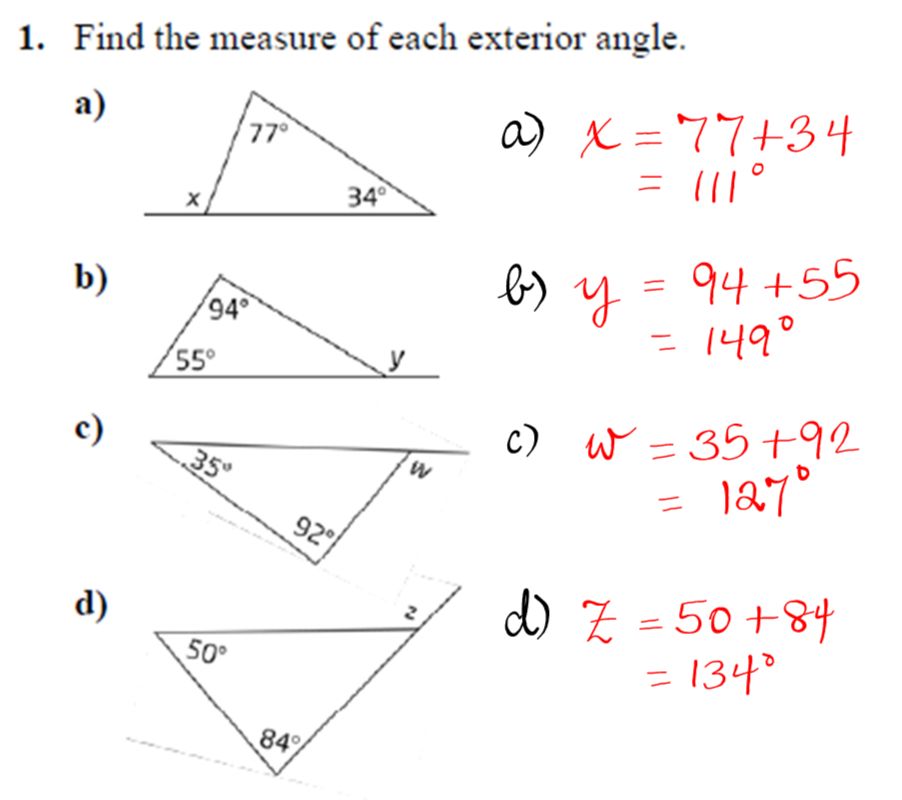 1. Find the measure of each exterior angle.
a)
77°
x
34°
a) x = 77+34
= 111°
b)
94°
55°
y
b) y = 94+55
= 149°
c)
35°
w
92°
c) w = 35+92
= 127°
d)
z
50°
84°
d) Z = 50+84
= 134°